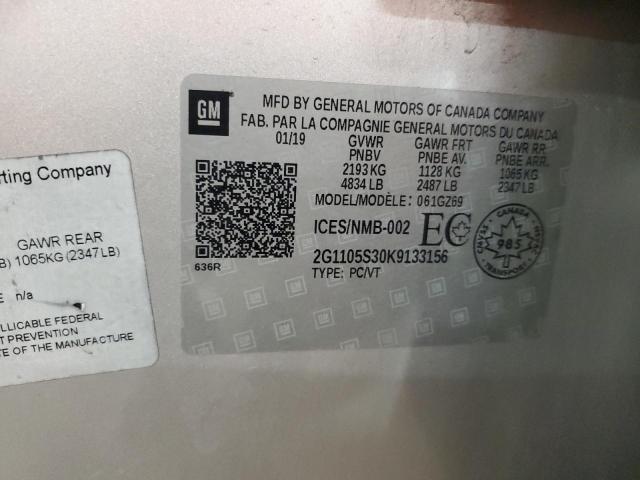 rting Company
GAWR REAR
B) 1065KG (2347 LB)
E n/a
LLICABLE FEDERAL
T PREVENTION
TE OF THE MANUFACTURE
GM
MFD BY GENERAL MOTORS OF CANADA COMPANY
FAB. PAR LA COMPAGNIE GENERAL MOTORS DU CANADA
01/19 GVWR GAWR FRT GAWR RR
PNBV PNBE AV. PNBE ARR.
2193 KG 1128 KG 1065 KG
4834 LB 2487 LB 2347 LB
MODEL/MODÈLE: 061GZ69
ICES/NMB-002 EC
2G1105S30K9133156
TYPE: PC/VT
636R
CANADA
985
TRANSPORT